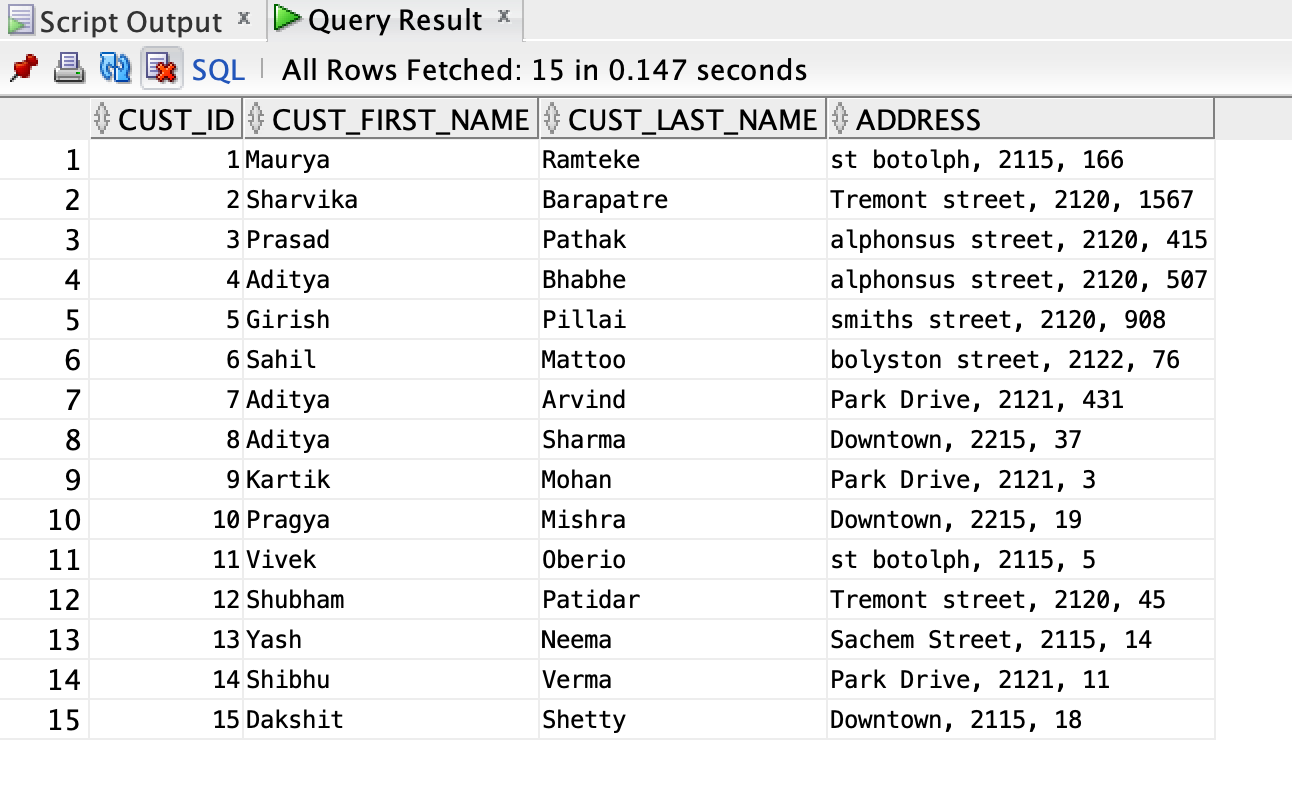 Script Output x Query Result x
SQL All Rows Fetched: 15 in 0.147 seconds
CUST_ID CUST_FIRST_NAME CUST_LAST_NAME ADDRESS
1 1 Maurya Ramteke st botolph, 2115, 166
2 2 Sharvika Barapatre Tremont street, 2120, 1567
3 3 Prasad Pathak alphonsus street, 2120, 415
4 4 Aditya Bhabhe alphonsus street, 2120, 507
5 5 Girish Pillai smiths street, 2120, 908
6 6 Sahil Mattoo bolyston street, 2122, 76
7 7 Aditya Arvind Park Drive, 2121, 431
8 8 Aditya Sharma Downtown, 2215, 37
9 9 Kartik Mohan Park Drive, 2121, 3
10 10 Pragya Mishra Downtown, 2215, 19
11 11 Vivek Oberio st botolph, 2115, 5
12 12 Shubham Patidar Tremont street, 2120, 45
13 13 Yash Neema Sachem Street, 2115, 14
14 14 Shibhu Verma Park Drive, 2121, 11
15 15 Dakshit Shetty Downtown, 2115, 18